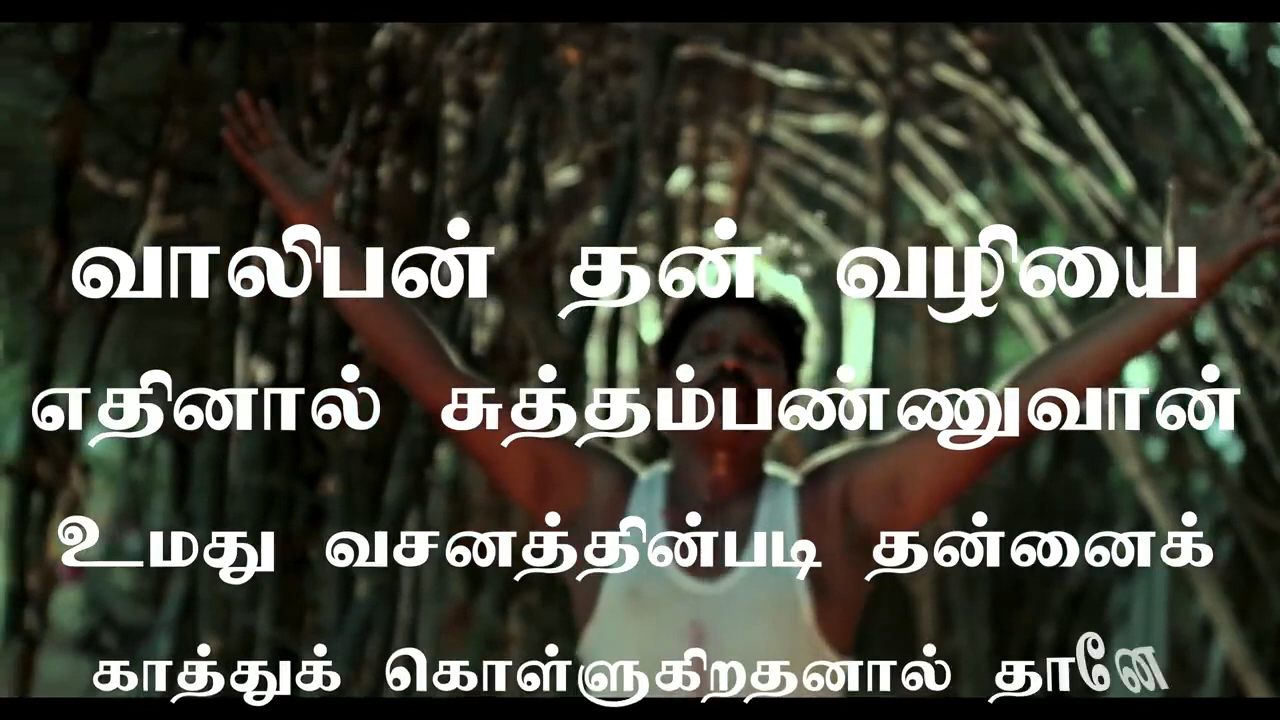 வாலிபன் தன் வழியை
எதினால் சுத்தம்பண்ணுவான்
உமது வசனத்தின்படி தன்னைக்
காத்துக் கொள்ளுகிறதனால் தானே